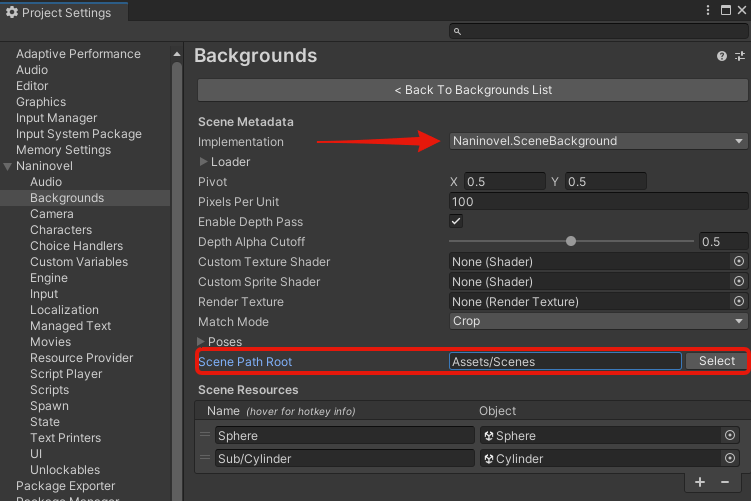 Project Settings
Adaptive Performance
Audio
Editor
Graphics
Input Manager
Input System Package
Memory Settings
Naninovel
Audio
Backgrounds
Camera
Characters
Choice Handlers
Custom Variables
Engine
Input
Localization
Managed Text
Movies
Resource Provider
Script Player
Scripts
Spawn
State
Text Printers
UI
Unlockables
Package Exporter
Package Manager
Backgrounds
< Back To Backgrounds List
Scene Metadata
Implementation Naninovel.SceneBackground
Loader
Pivot X 0.5 Y 0.5
Pixels Per Unit 100
Enable Depth Pass
Depth Alpha Cutoff 0.5
Custom Texture Shader None (Shader)
Custom Sprite Shader None (Shader)
Render Texture None (Render Texture)
Match Mode Crop
Poses
Scene Path Root Assets/Scenes Select
Scene Resources
Name (hover for hotkey info) Object
Sphere Sphere
Sub/Cylinder Cylinder